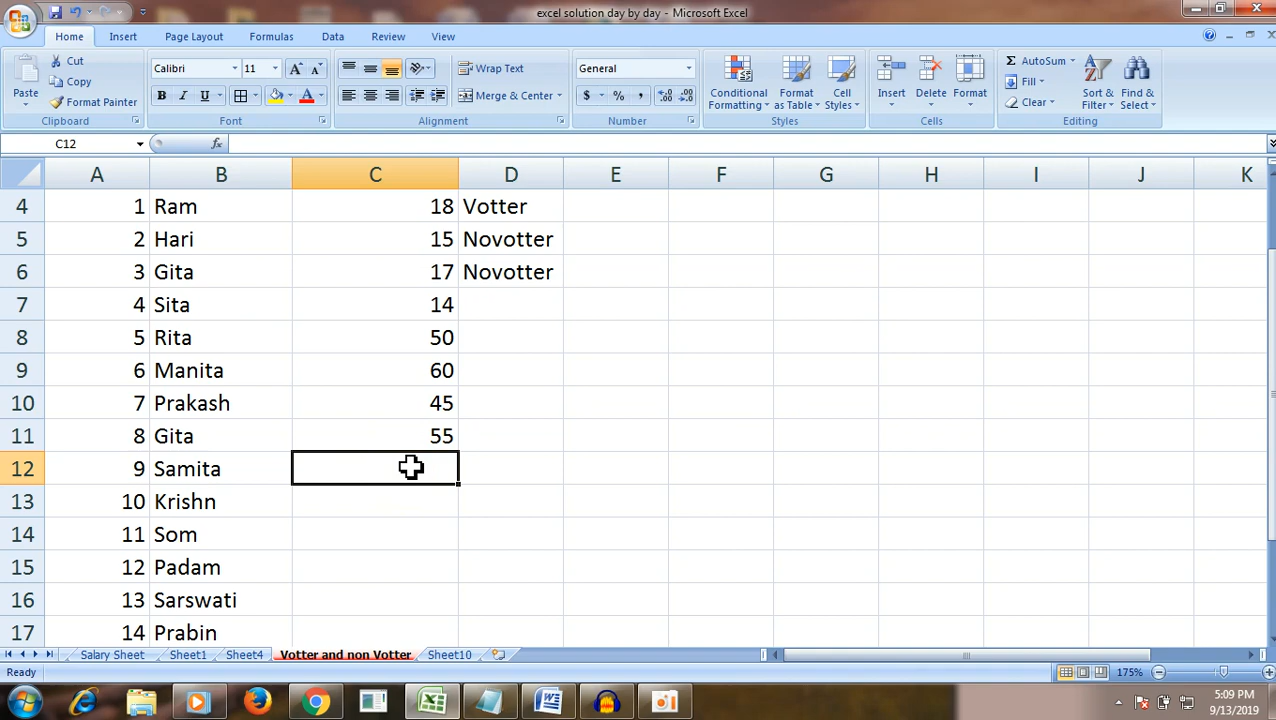 excel solution day by day - Microsoft Excel
Home Insert Page Layout Formulas Data Review View
Paste Cut Copy Format Painter
Calibri 11 A A
B I U A
Wrap Text
Merge & Center
General
$ % ,
Conditional Formatting Format as Table Cell Styles
Insert Delete Format
Σ AutoSum Fill Clear
Sort & Filter Find & Select
Clipboard Font Alignment Number Styles Cells Editing
C12 fx
A B C D E F G H I J K
4 1 Ram 18 Votter
5 2 Hari 15 Novotter
6 3 Gita 17 Novotter
7 4 Sita 14
8 5 Rita 50
9 6 Manita 60
10 7 Prakash 45
11 8 Gita 55
12 9 Samita
13 10 Krishn
14 11 Som
15 12 Padam
16 13 Sarswati
17 14 Prabin
Salary Sheet Sheet1 Sheet4 Votter and non Votter Sheet10
Ready 175%
5:09 PM
9/13/2019